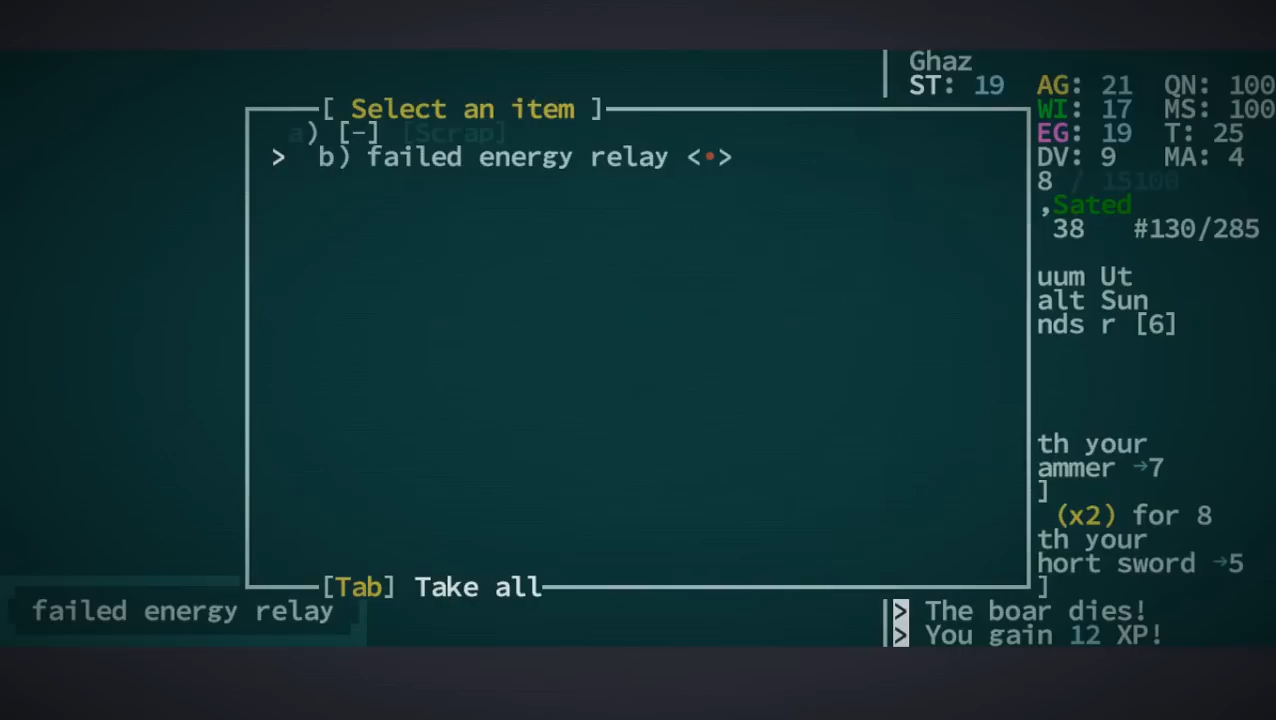 Ghaz
ST: 19 AG: 21 QN: 100
[ Select an item ]
WI: 17 MS: 100
a) [-] [Scrap]
EG: 19 T: 25
> b) failed energy relay <•>
DV: 9 MA: 4
8 / 15100
,Sated
38 #130/285
uum Ut
alt Sun
nds r [6]
th your
ammer →7
]
(x2) for 8
th your
hort sword →5
]
[Tab] Take all
failed energy relay
> The boar dies!
> You gain 12 XP!